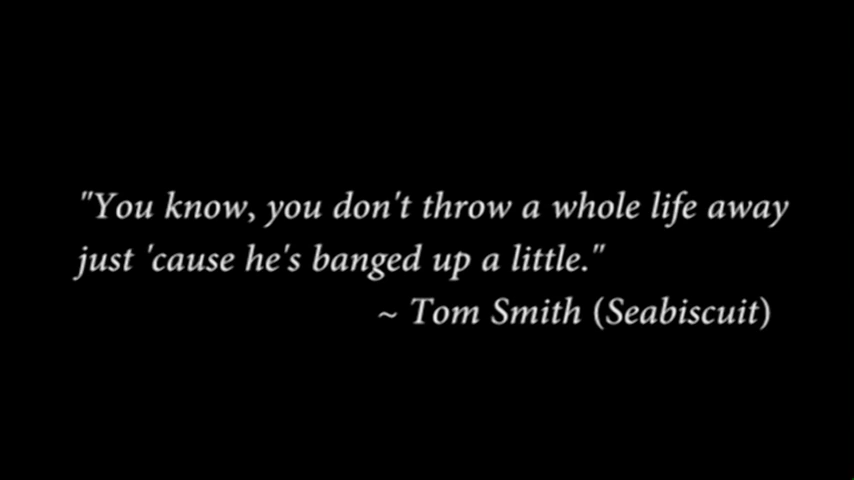 "You know, you don't throw a whole life away
just 'cause he's banged up a little."
~ Tom Smith (Seabiscuit)